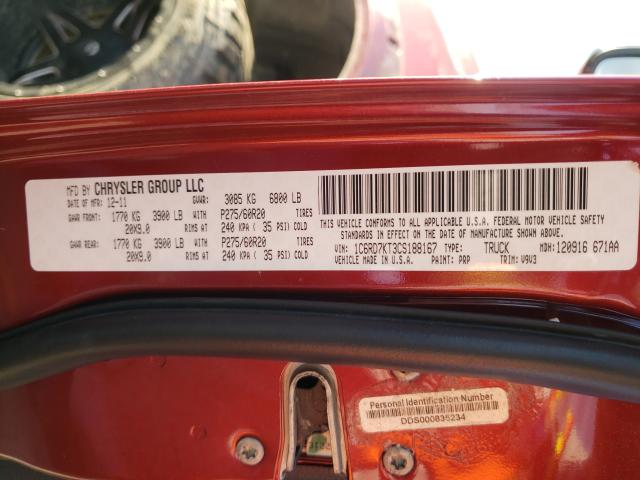 MFD BY CHRYSLER GROUP LLC
DATE OF MFR: 12-11 GVWR: 3085 KG 6800 LB
GAWR FRONT: 1770 KG 3900 LB WITH P275/60R20 TIRES
20X9.0 RIMS AT 240 KPA ( 35 PSI) COLD
GAWR REAR: 1770 KG 3900 LB WITH P275/60R20 TIRES
20X9.0 RIMS AT 240 KPA ( 35 PSI) COLD
THIS VEHICLE CONFORMS TO ALL APPLICABLE U.S.A. FEDERAL MOTOR VEHICLE SAFETY
STANDARDS IN EFFECT ON THE DATE OF MANUFACTURE SHOWN ABOVE.
VIN: 1C6RD7KT3CS188167 TYPE: TRUCK MDH:120916 671AA
VEHICLE MADE IN U.S.A. PAINT: PRP TRIM: V9V3
Personal Identification Number
DDS000835234